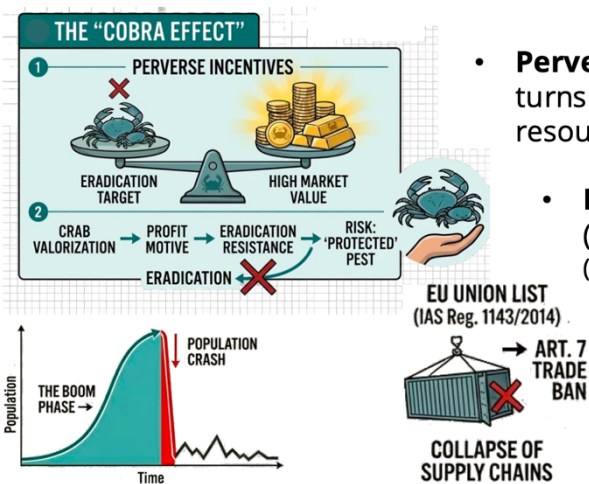 THE "COBRA EFFECT"
1
PERVERSE INCENTIVES
ERADICATION
TARGET
HIGH MARKET
VALUE
2
CRAB
VALORIZATION → PROFIT
MOTIVE → ERADICATION
RESISTANCE → RISK:
'PROTECTED'
PEST
ERADICATION
• Perve
turns
resou
•
(
(
EU UNION LIST
(IAS Reg. 1143/2014)
→ ART. 7
TRADE
BAN
COLLAPSE OF
SUPPLY CHAINS
Population
THE BOOM
PHASE →
POPULATION
CRASH
Time